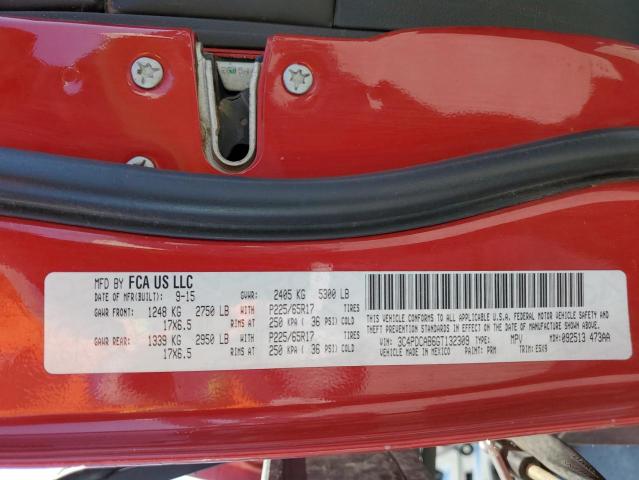 MFD BY FCA US LLC
DATE OF MFR(BUILT): 9-15 GVWR: 2405 KG 5300 LB
GAWR FRONT: 1248 KG 2750 LB WITH P225/65R17 TIRES
17X6.5 RIMS AT 250 KPA ( 36 PSI) COLD
GAWR REAR: 1339 KG 2950 LB WITH P225/65R17 TIRES
17X6.5 RIMS AT 250 KPA ( 36 PSI) COLD
THIS VEHICLE CONFORMS TO ALL APPLICABLE U.S.A. FEDERAL MOTOR VEHICLE SAFETY AND
THEFT PREVENTION STANDARDS IN EFFECT ON THE DATE OF MANUFACTURE SHOWN ABOVE.
VIN: 3C4PDCAB6GT132309 TYPE: MPV MDH: 092513 473AA
VEHICLE MADE IN MEXICO PAINT: PRM TRIM: E5X9